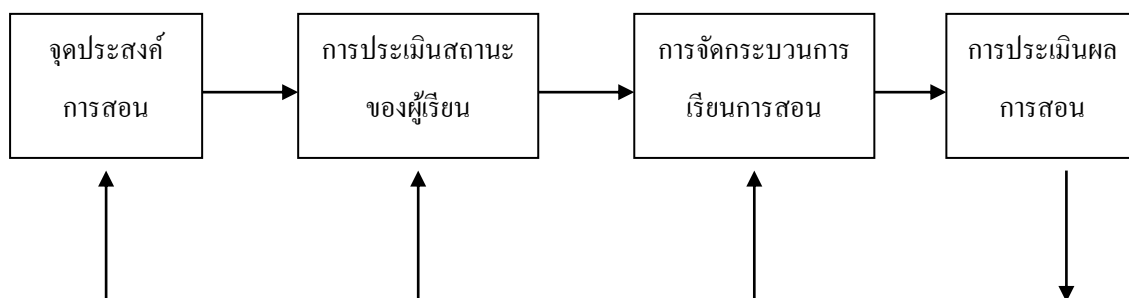 จุดประสงค์
การสอน
การประเมินสถานะ
ของผู้เรียน
การจัดกระบวนการ
เรียนการสอน
การประเมินผล
การสอน